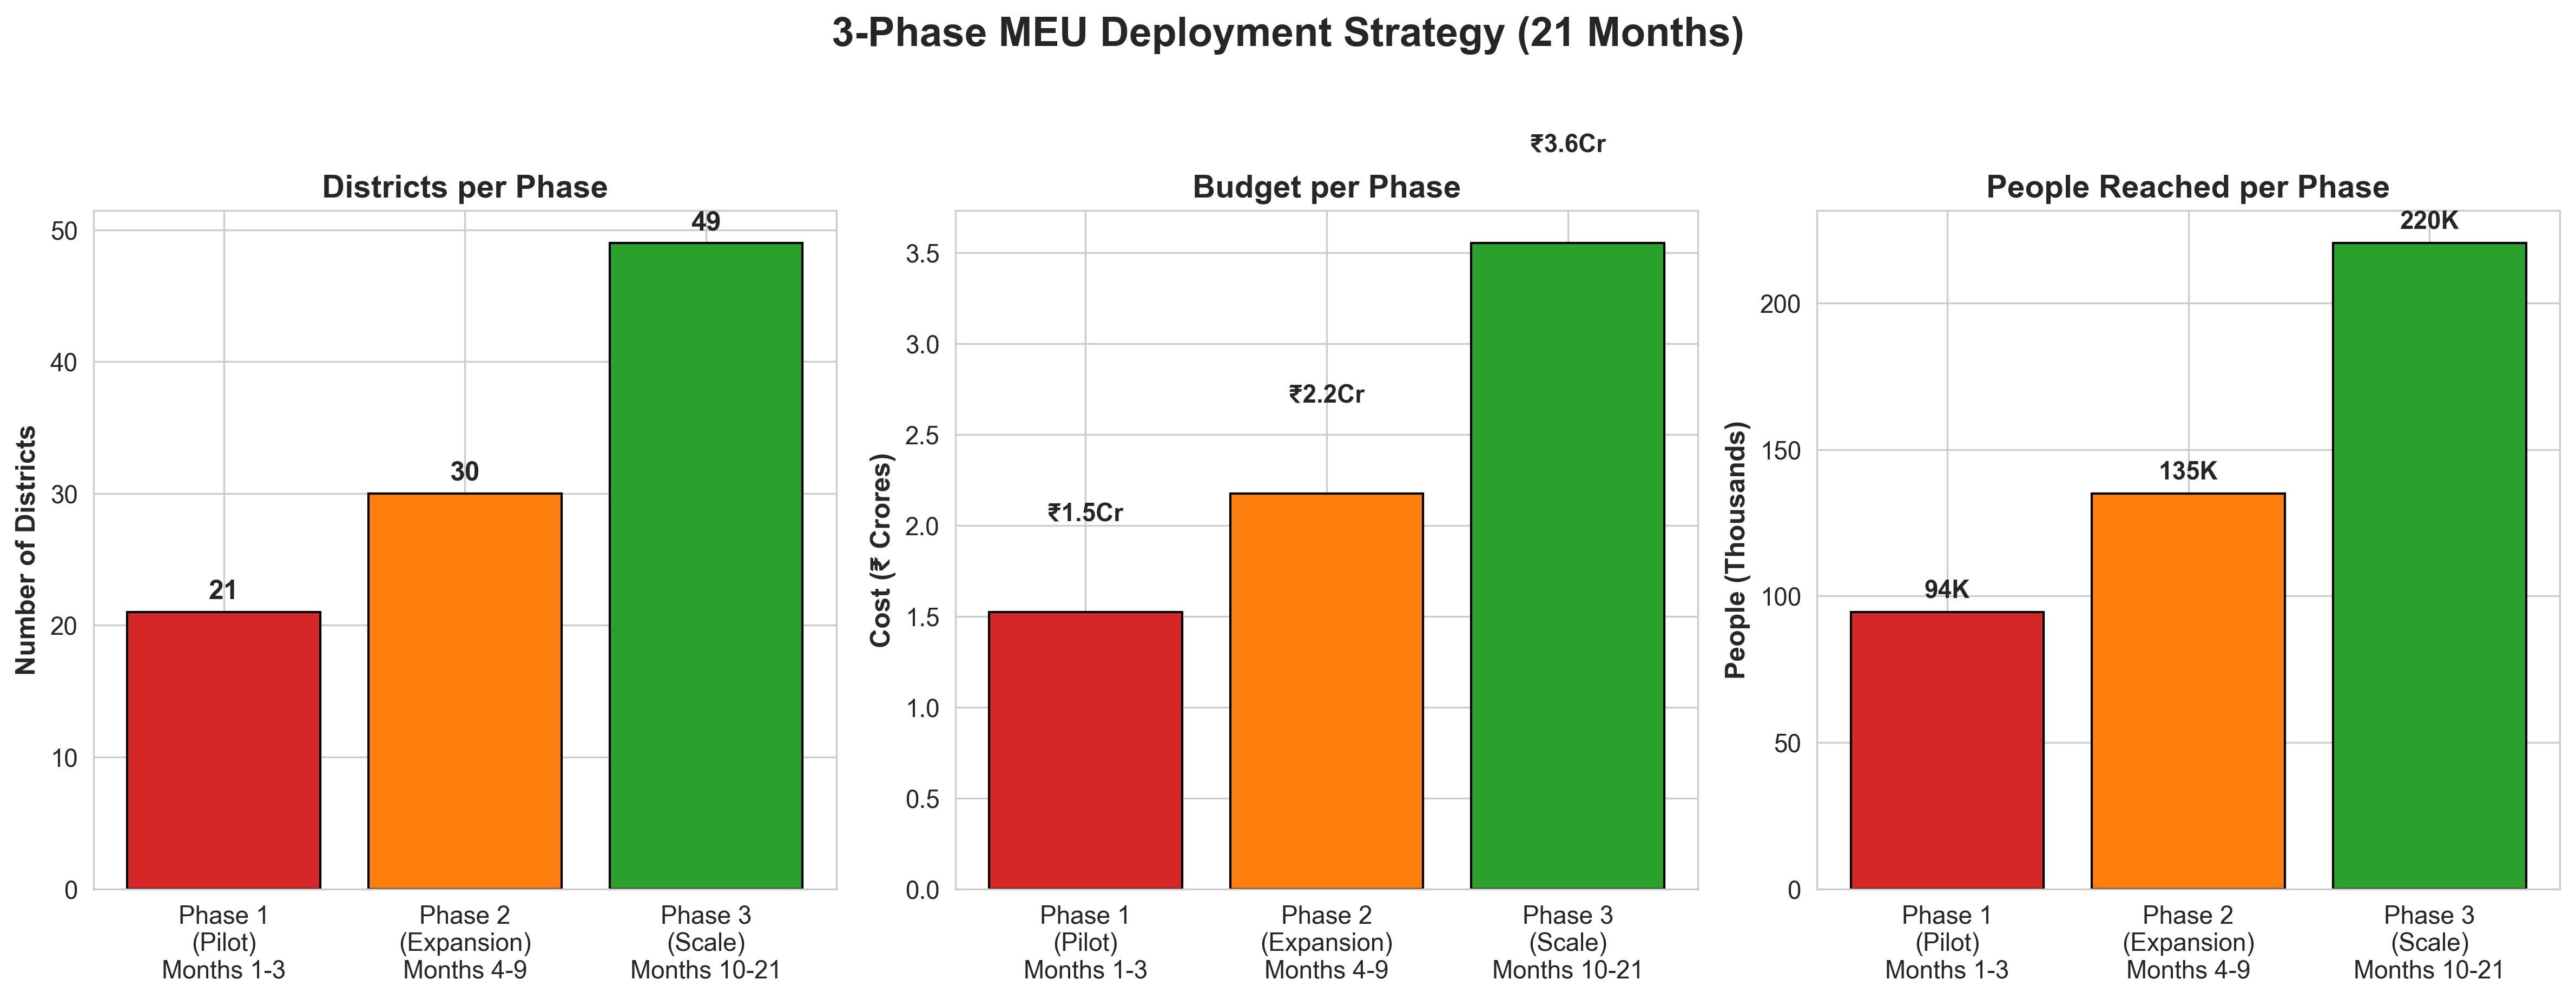 3-Phase MEU Deployment Strategy (21 Months)
Districts per Phase
Number of Districts
50
40
30
20
10
0
21
30
49
Phase 1
(Pilot)
Months 1-3
Phase 2
(Expansion)
Months 4-9
Phase 3
(Scale)
Months 10-21
Budget per Phase
Cost (₹ Crores)
3.5
3.0
2.5
2.0
1.5
1.0
0.5
0.0
₹1.5Cr
₹2.2Cr
₹3.6Cr
Phase 1
(Pilot)
Months 1-3
Phase 2
(Expansion)
Months 4-9
Phase 3
(Scale)
Months 10-21
People Reached per Phase
People (Thousands)
200
150
100
50
0
94K
135K
220K
Phase 1
(Pilot)
Months 1-3
Phase 2
(Expansion)
Months 4-9
Phase 3
(Scale)
Months 10-21